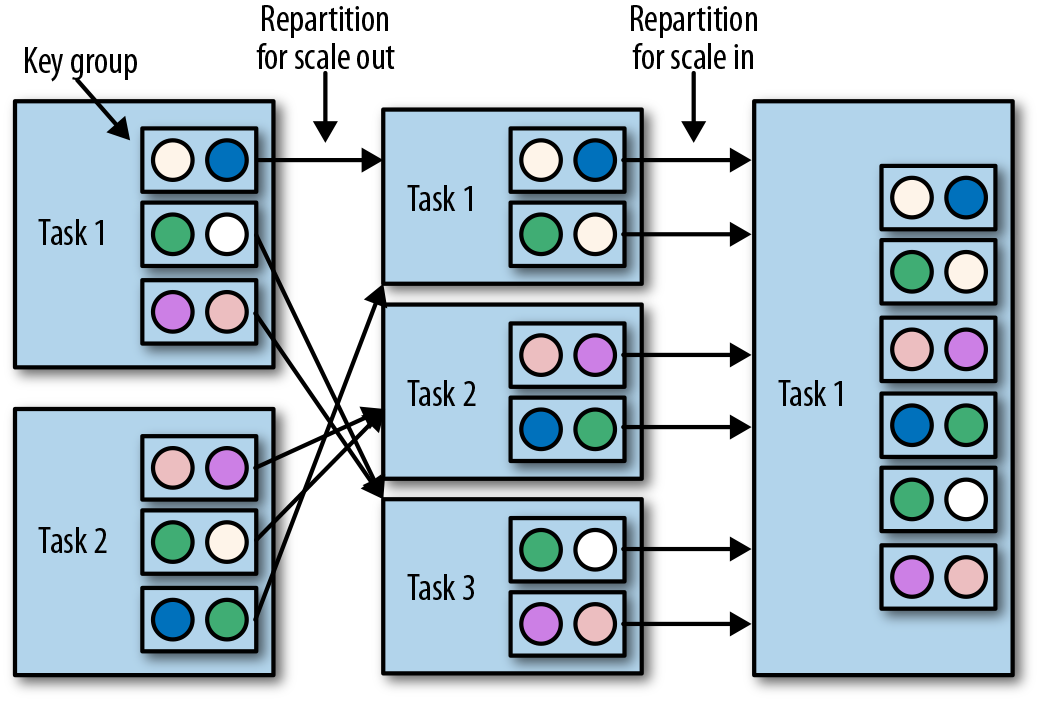 Repartition
for scale out
Repartition
for scale in
Key group
Task 1
Task 2
Task 1
Task 2
Task 3
Task 1